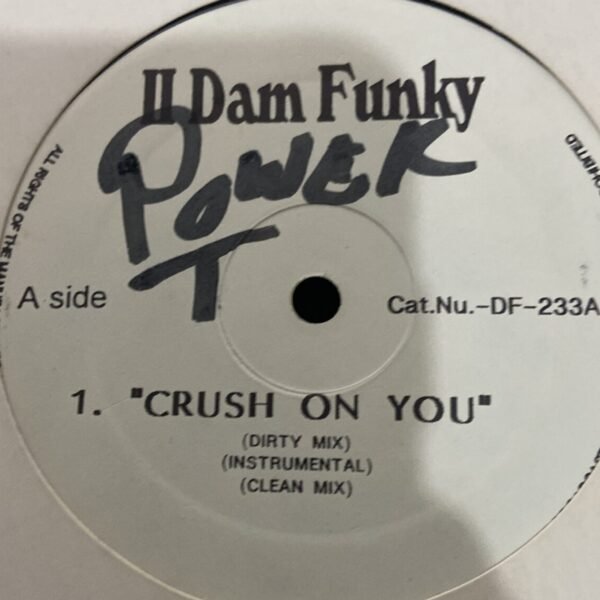 II Dam Funky
POWER
T
A side
Cat.Nu.-DF-233A
1. "CRUSH ON YOU"
(DIRTY MIX)
(INSTRUMENTAL)
(CLEAN MIX)
ALL RIGHTS OF THE